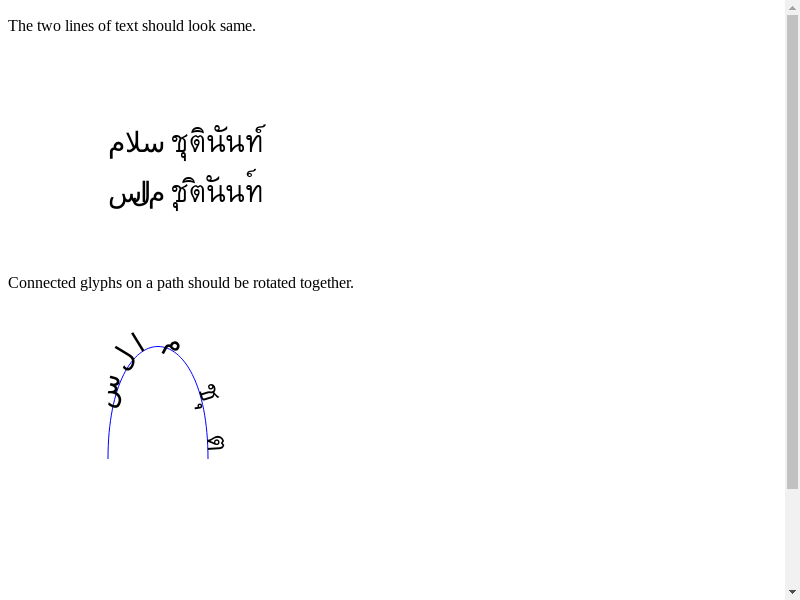 The two lines of text should look same.
سلام ชุตินันท์
سلام ชุตินันท์
Connected glyphs on a path should be rotated together.
سلام ชุต